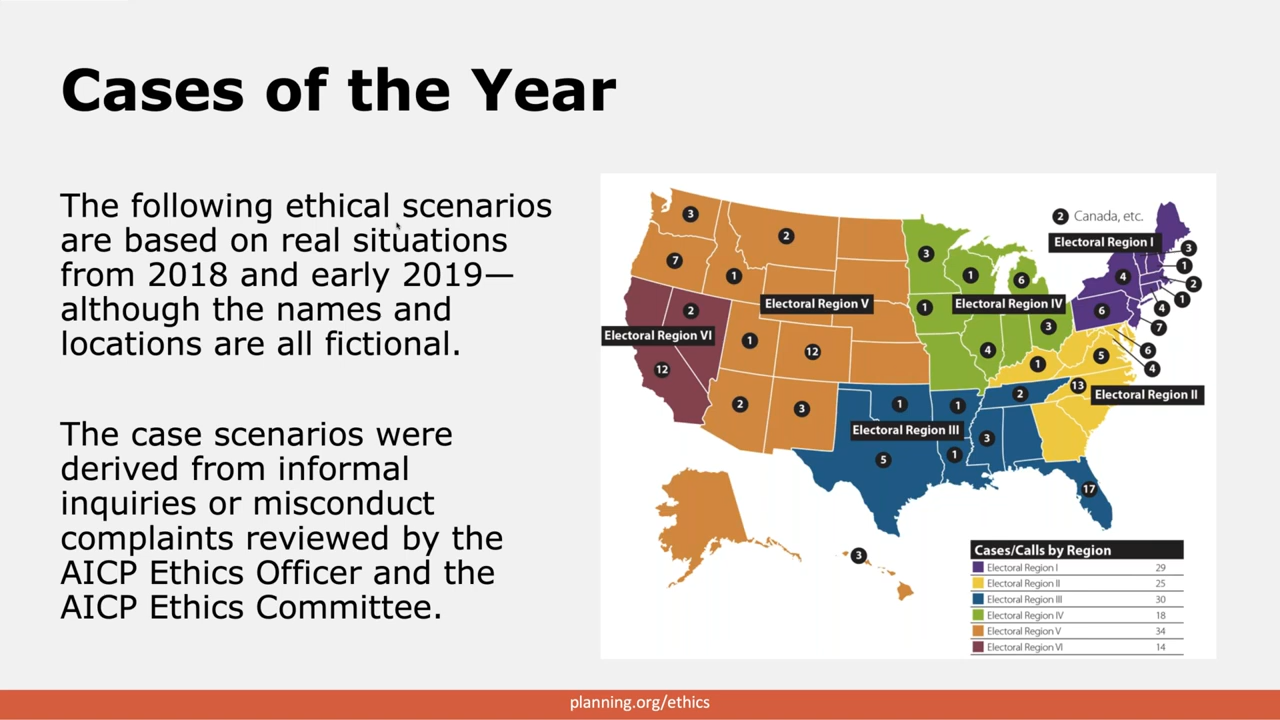 Cases of the Year
The following ethical scenarios
are based on real situations
from 2018 and early 2019—
although the names and
locations are all fictional.
The case scenarios were
derived from informal
inquiries or misconduct
complaints reviewed by the
AICP Ethics Officer and the
AICP Ethics Committee.
2 Canada, etc.
Electoral Region I
3
2
3
3
1
4
1
6
2
7
1
1
4
1
Electoral Region V
Electoral Region IV
6
7
2
3
Electoral Region VI
1
12
4
5
6
12
1
4
13
Electoral Region II
2
3
1
1
2
Electoral Region III
3
5
1
17
3
Cases/Calls by Region
Electoral Region I 29
Electoral Region II 25
Electoral Region III 30
Electoral Region IV 18
Electoral Region V 34
Electoral Region VI 14
planning.org/ethics